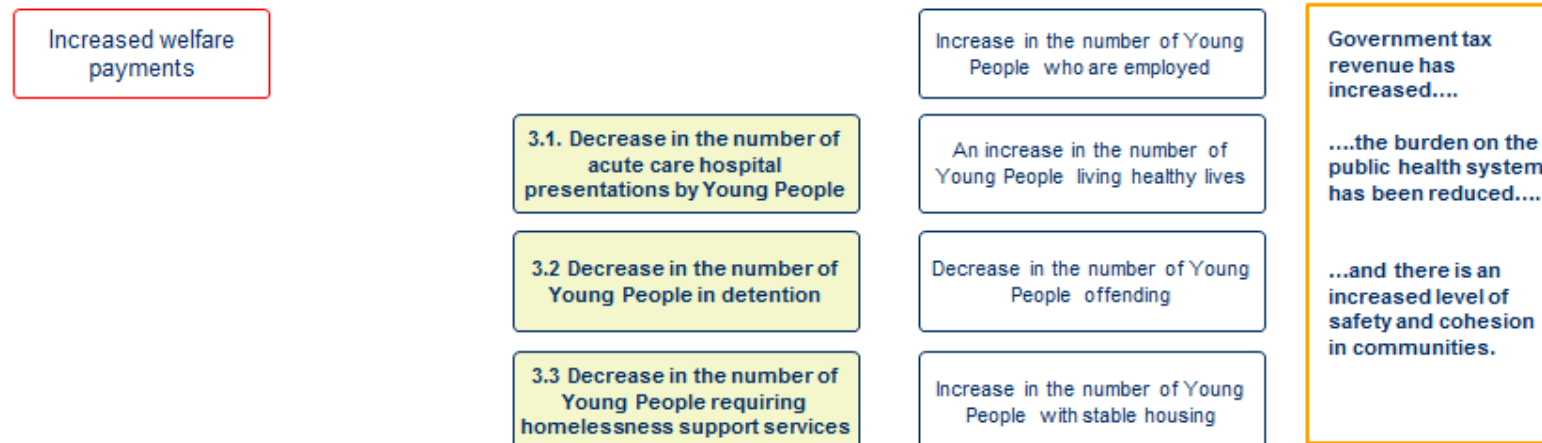 Increased welfare
payments
Increase in the number of Young
People who are employed
3.1. Decrease in the number of
acute care hospital
presentations by Young People
An increase in the number of
Young People living healthy lives
3.2 Decrease in the number of
Young People in detention
Decrease in the number of Young
People offending
3.3 Decrease in the number of
Young People requiring
homelessness support services
Increase in the number of Young
People with stable housing
Government tax
revenue has
increased....
....the burden on the
public health system
has been reduced....
...and there is an
increased level of
safety and cohesion
in communities.